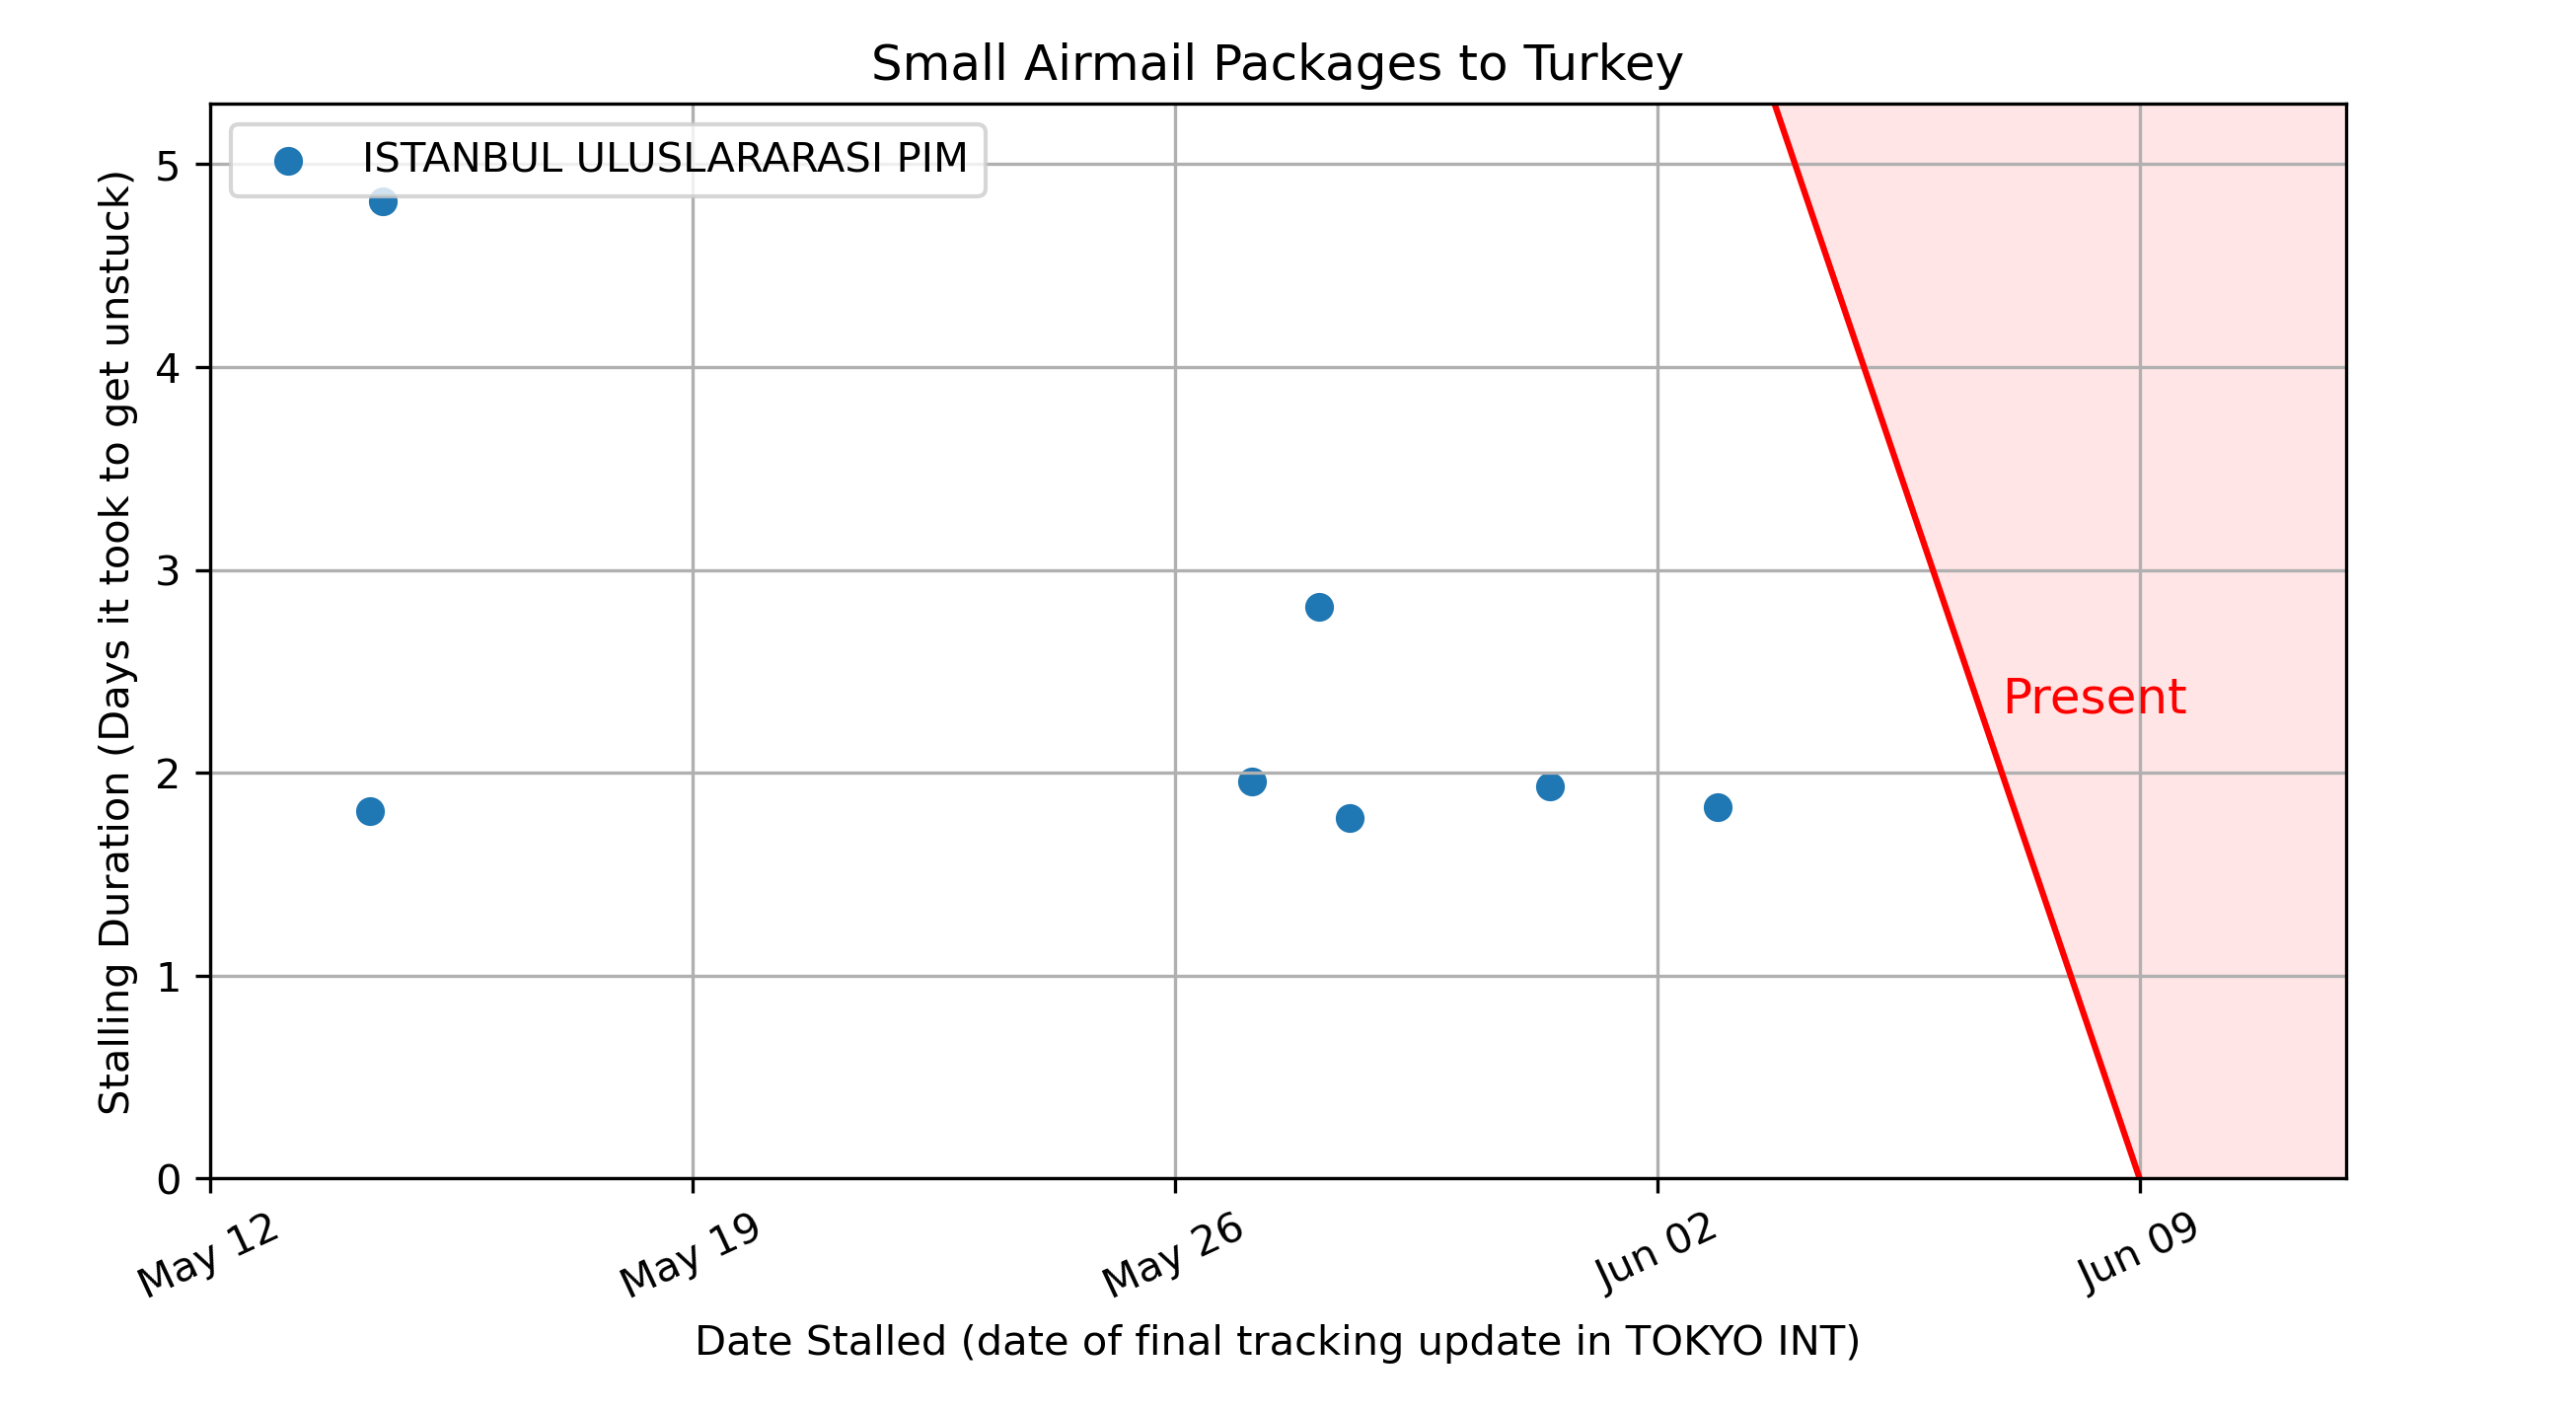 Small Airmail Packages to Turkey
ISTANBUL ULUSLARARASI PIM
Stalling Duration (Days it took to get unstuck)
5
4
3
2
1
0
Present
May 12
May 19
May 26
Jun 02
Jun 09
Date Stalled (date of final tracking update in TOKYO INT)